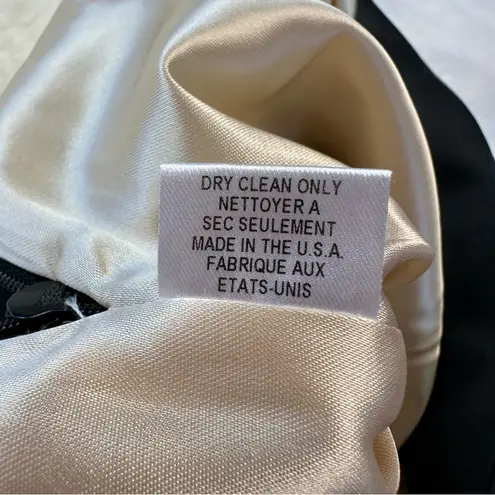 DRY CLEAN ONLY
NETTOYER A
SEC SEULEMENT
MADE IN THE U.S.A.
FABRIQUE AUX
ETATS-UNIS